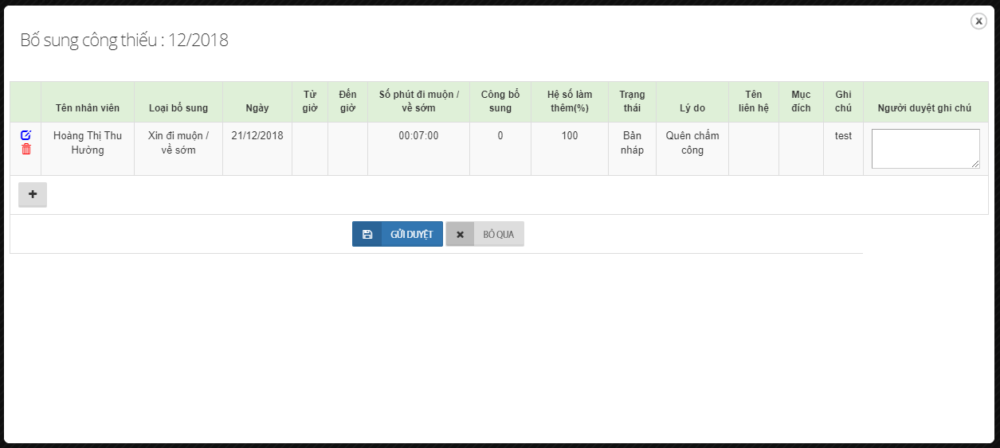 Bổ sung công thiếu : 12/2018
Tên nhân viên
Loại bổ sung
Ngày
Từ
giờ
Đến
giờ
Số phút đi muộn /
về sớm
Công bổ
sung
Hệ số làm
thêm(%)
Trạng
thái
Lý do
Tên
liên hệ
Mục
đích
Ghi
chú
Người duyệt ghi chú
Hoàng Thị Thu
Hường
Xin đi muộn /
về sớm
21/12/2018
00:07:00
0
100
Bản
nháp
Quên chấm
công
test
GỬI DUYỆT
BỎ QUA